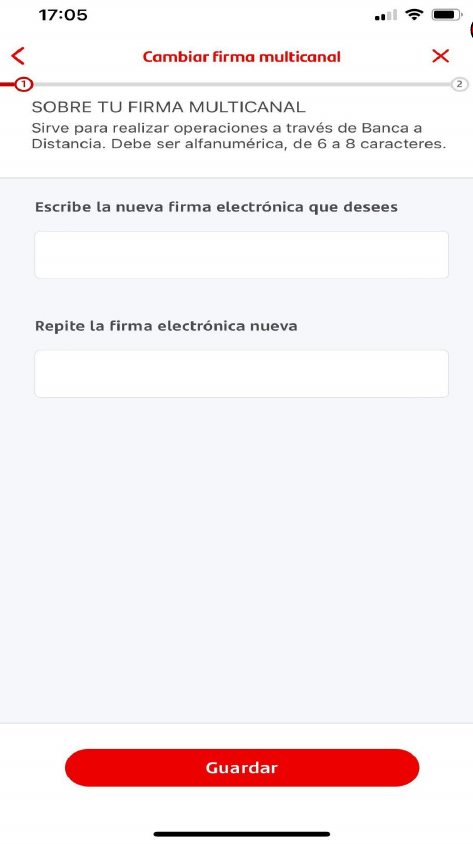 17:05
Cambiar firma multicanal
1
2
SOBRE TU FIRMA MULTICANAL
Sirve para realizar operaciones a través de Banca a
Distancia. Debe ser alfanumérica, de 6 a 8 caracteres.
Escribe la nueva firma electrónica que desees
Repite la firma electrónica nueva
Guardar